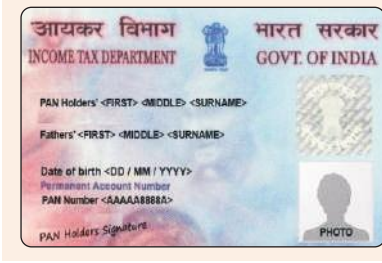 आयकर विभाग
INCOME TAX DEPARTMENT
भारत सरकार
GOVT. OF INDIA
PAN Holders' <FIRST> <MIDDLE> <SURNAME>
Fathers' <FIRST> <MIDDLE> <SURNAME>
Date of birth <DD / MM / YYYY>
Permanent Account Number
PAN Number <AAAAA8888A>
PAN Holders Signature
PHOTO